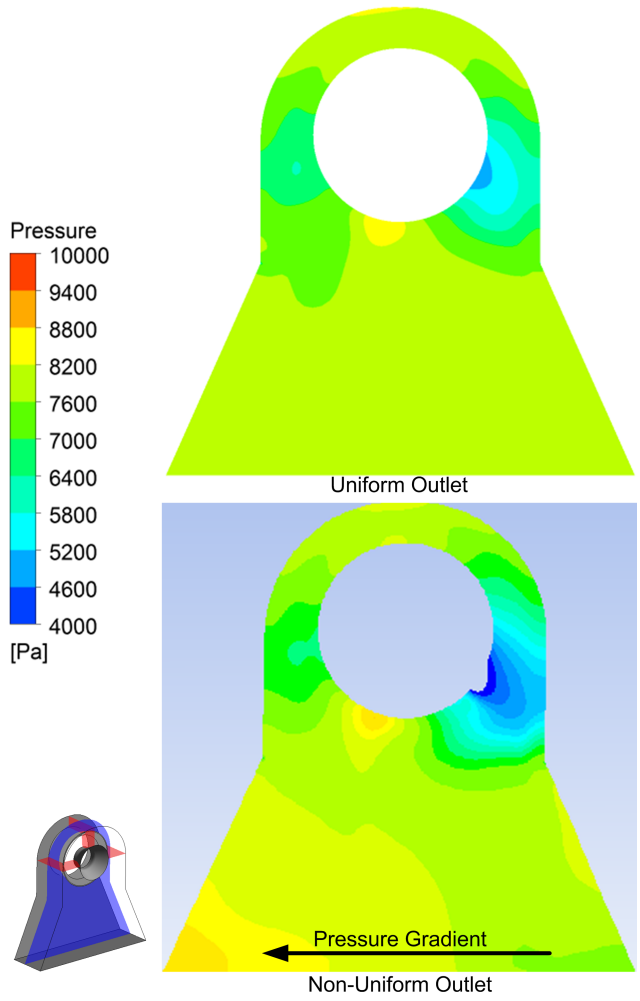 Pressure
10000
9400
8800
8200
7600
7000
6400
5800
5200
4600
4000
[Pa]
Uniform Outlet
Pressure Gradient
Non-Uniform Outlet